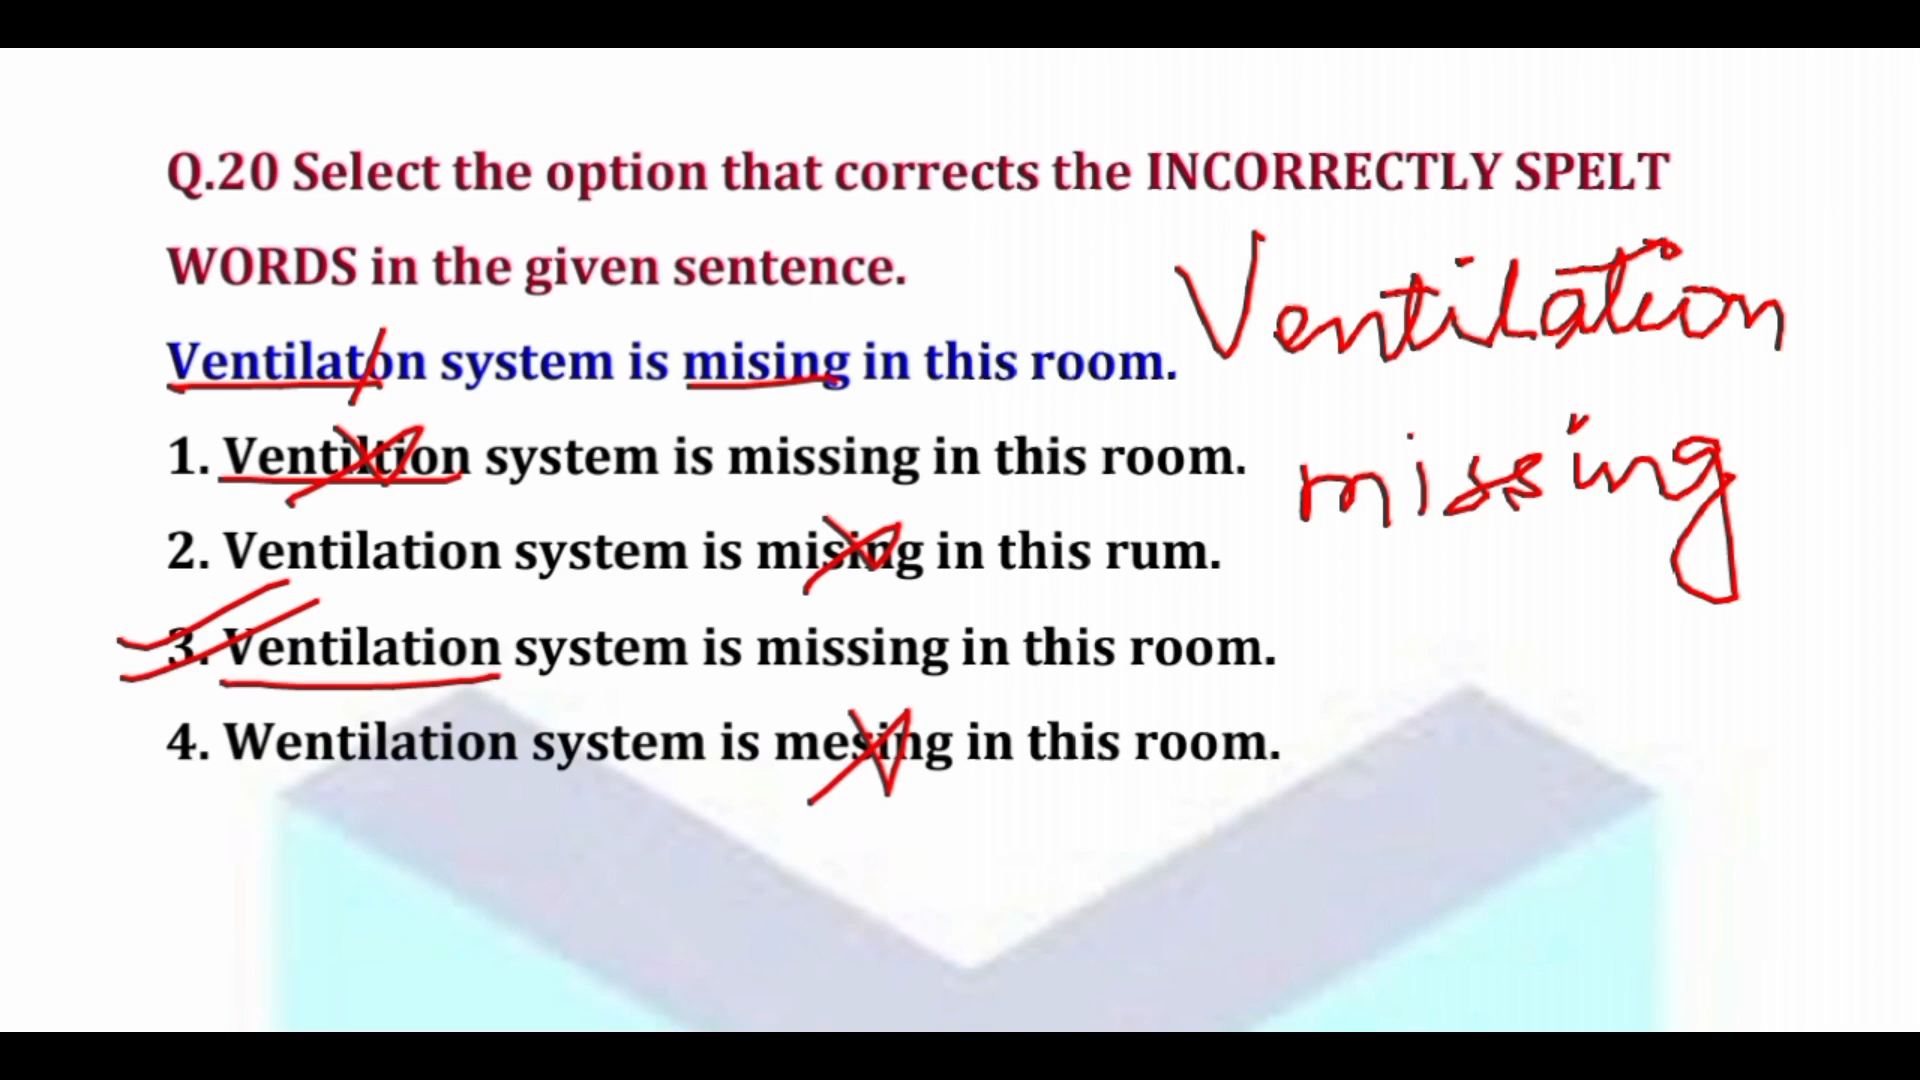 Q.20 Select the option that corrects the INCORRECTLY SPELT
WORDS in the given sentence.
Ventilaton system is mising in this room.
1. Ventiltion system is missing in this room.
2. Ventilation system is mising in this rum.
3. Ventilation system is missing in this room.
4. Wentilation system is mesing in this room.
Ventilation
missing